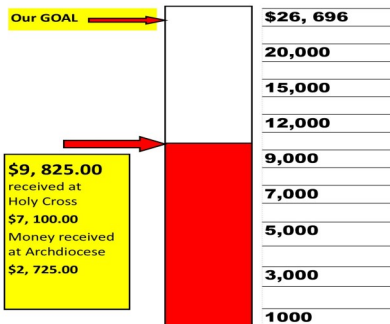 Our GOAL
$26, 696
20,000
15,000
12,000
9,000
7,000
5,000
3,000
1000
$9, 825.00
received at
Holy Cross
$7, 100.00
Money received
at Archdiocese
$2, 725.00